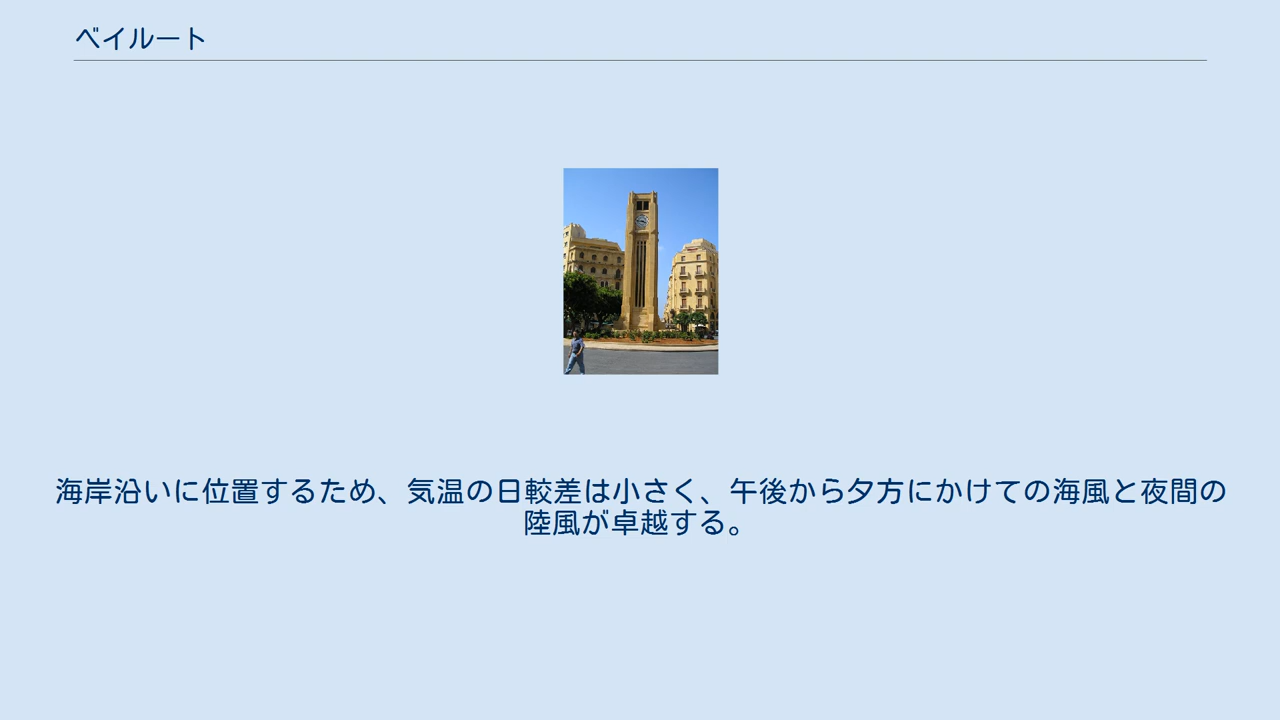 ベイルート
海岸沿いに位置するため、気温の日較差は小さく、午後から夕方にかけての海風と夜間の
陸風が卓越する。